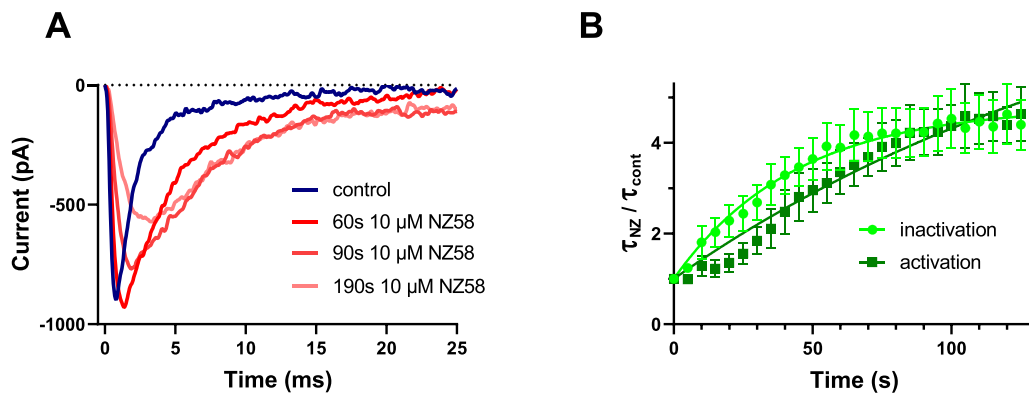 A
0
-500
-1000
Current (pA)
0 5 10 15 20 25
Time (ms)
control
60s 10 µM NZ58
90s 10 µM NZ58
190s 10 µM NZ58
B
4
2
0
τNZ / τcont
0 50 100
Time (s)
inactivation
activation